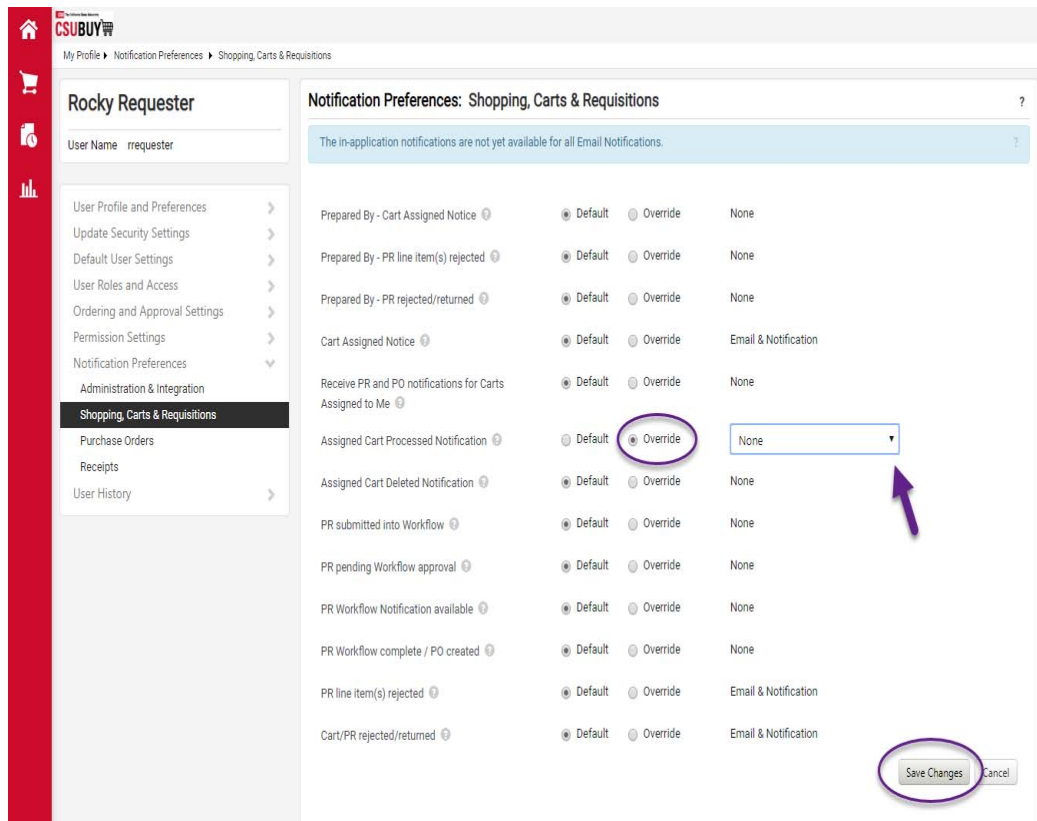 CSUBUY
My Profile ▸ Notification Preferences ▸ Shopping, Carts & Requisitions
Rocky Requester
User Name rrequester
User Profile and Preferences
Update Security Settings
Default User Settings
User Roles and Access
Ordering and Approval Settings
Permission Settings
Notification Preferences
Administration & Integration
Shopping, Carts & Requisitions
Purchase Orders
Receipts
User History
Notification Preferences: Shopping, Carts & Requisitions ?
The in-application notifications are not yet available for all Email Notifications. ?
Prepared By - Cart Assigned Notice ? Default Override None
Prepared By - PR line item(s) rejected ? Default Override None
Prepared By - PR rejected/returned ? Default Override None
Cart Assigned Notice ? Default Override Email & Notification
Receive PR and PO notifications for Carts Default Override None
Assigned to Me ?
Assigned Cart Processed Notification ? Default Override None
Assigned Cart Deleted Notification ? Default Override None
PR submitted into Workflow ? Default Override None
PR pending Workflow approval ? Default Override None
PR Workflow Notification available ? Default Override None
PR Workflow complete / PO created ? Default Override None
PR line item(s) rejected ? Default Override Email & Notification
Cart/PR rejected/returned ? Default Override Email & Notification
Save Changes Cancel